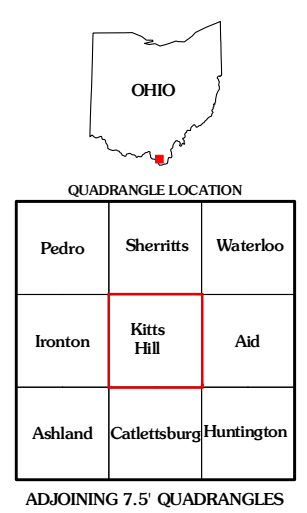 OHIO
QUADRANGLE LOCATION
Pedro Sherritts Waterloo
Ironton Kitts Hill Aid
Ashland Catlettsburg Huntington
ADJOINING 7.5' QUADRANGLES